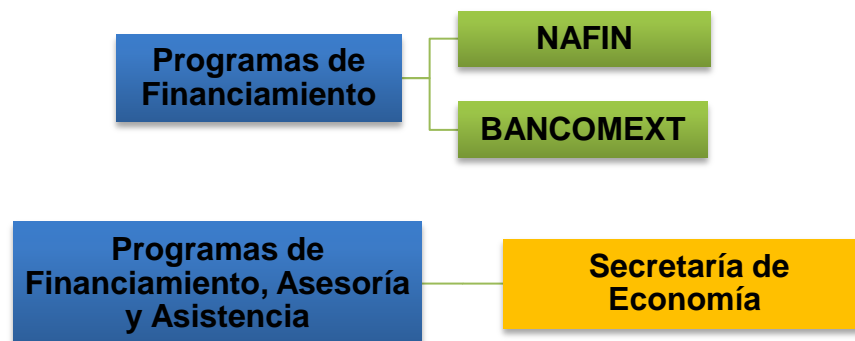 Programas de
Financiamiento
NAFIN
BANCOMEXT
Programas de
Financiamiento, Asesoría
y Asistencia
Secretaría de
Economía